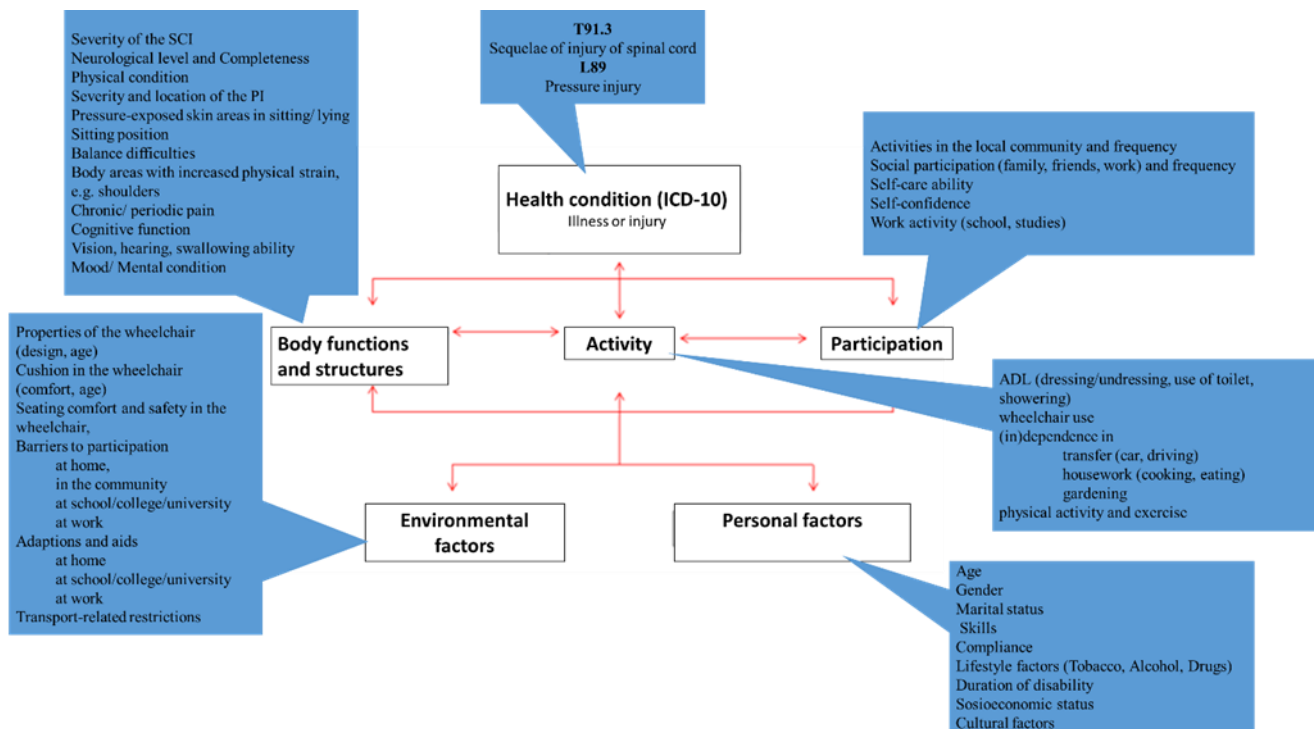 Severity of the SCI
Neurological level and Completeness
Physical condition
Severity and location of the PI
Pressure-exposed skin areas in sitting/ lying
Sitting position
Balance difficulties
Body areas with increased physical strain,
e.g. shoulders
Chronic/ periodic pain
Cognitive function
Vision, hearing, swallowing ability
Mood/ Mental condition
T91.3
Sequelae of injury of spinal cord
L89
Pressure injury
Activities in the local community and frequency
Social participation (family, friends, work) and frequency
Self-care ability
Self-confidence
Work activity (school, studies)
Health condition (ICD-10)
Illness or injury
Body functions
and structures
Activity
Participation
Properties of the wheelchair
(design, age)
Cushion in the wheelchair
(comfort, age)
Seating comfort and safety in the
wheelchair,
Barriers to participation
at home,
in the community
at school/college/university
at work
Adaptions and aids
at home
at school/college/university
at work
Transport-related restrictions
ADL (dressing/undressing, use of toilet,
showering)
wheelchair use
(in)dependence in
transfer (car, driving)
housework (cooking, eating)
gardening
physical activity and exercise
Environmental
factors
Personal factors
Age
Gender
Marital status
Skills
Compliance
Lifestyle factors (Tobacco, Alcohol, Drugs)
Duration of disability
Sosioeconomic status
Cultural factors